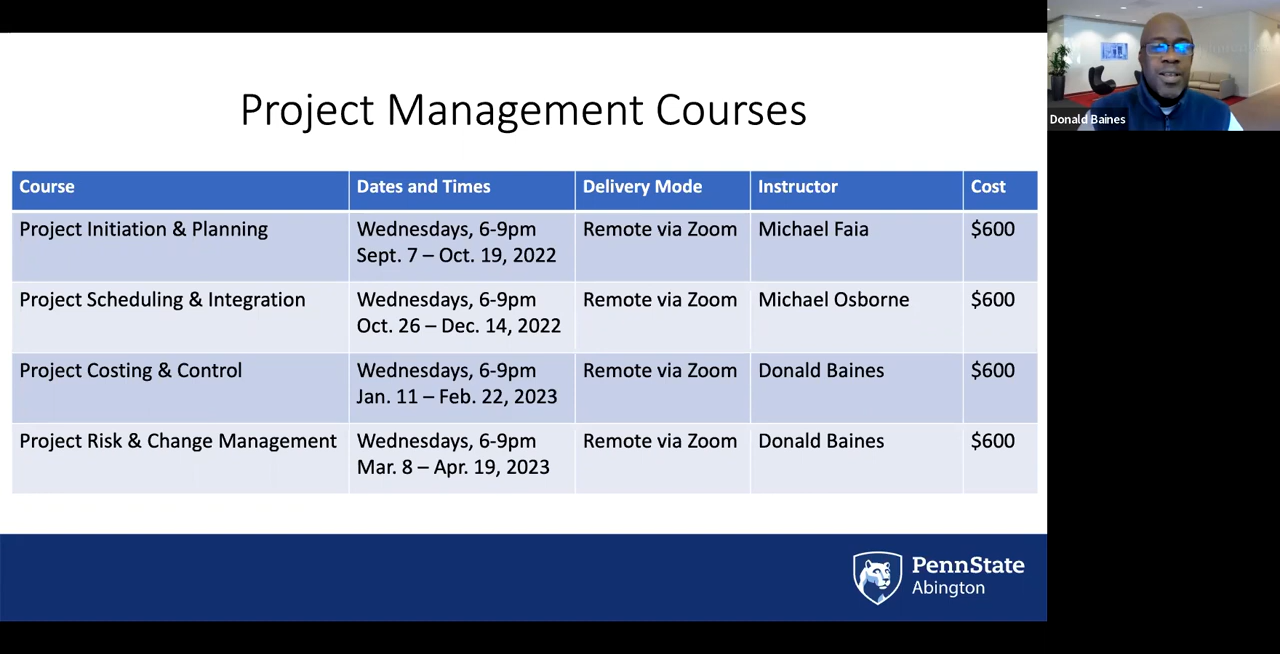 Project Management Courses
Course Dates and Times Delivery Mode Instructor Cost
Project Initiation & Planning Wednesdays, 6-9pm Remote via Zoom Michael Faia $600
Sept. 7 – Oct. 19, 2022
Project Scheduling & Integration Wednesdays, 6-9pm Remote via Zoom Michael Osborne $600
Oct. 26 – Dec. 14, 2022
Project Costing & Control Wednesdays, 6-9pm Remote via Zoom Donald Baines $600
Jan. 11 – Feb. 22, 2023
Project Risk & Change Management Wednesdays, 6-9pm Remote via Zoom Donald Baines $600
Mar. 8 – Apr. 19, 2023
PennState
Abington
Donald Baines